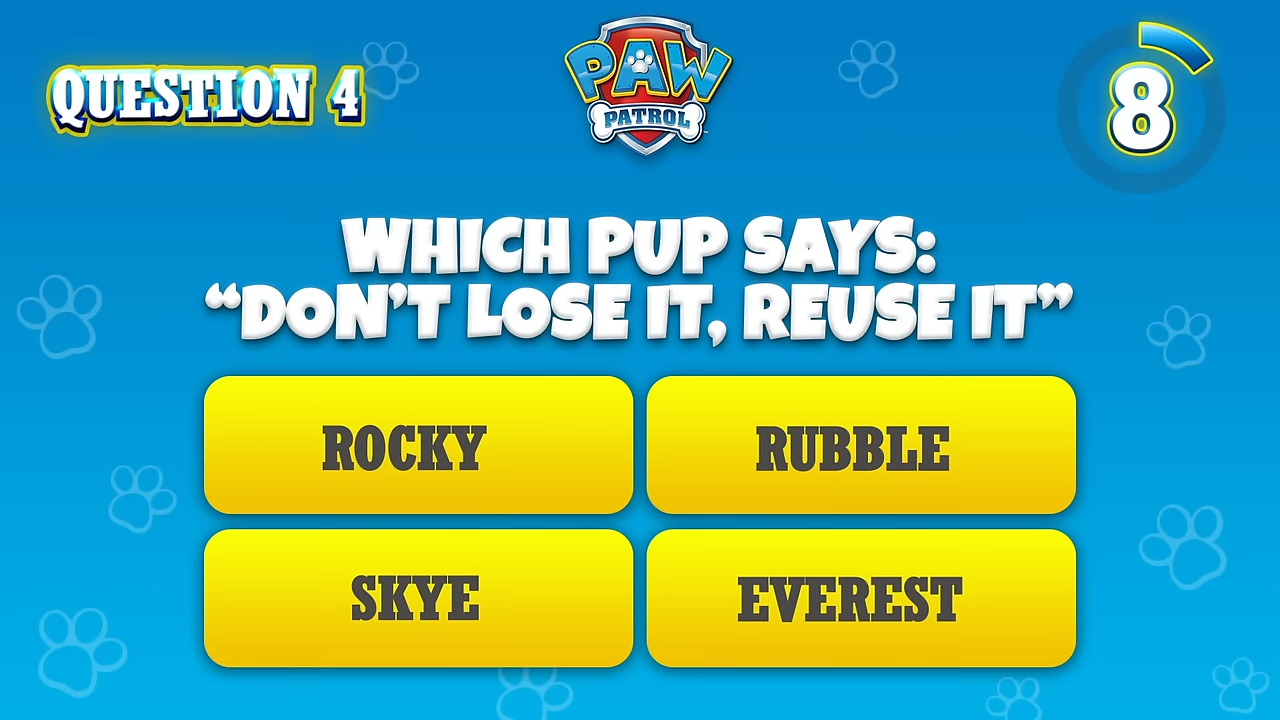 QUESTION 4
PAW
PATROL
8
WHICH PUP SAYS:
“DON’T LOSE IT, REUSE IT”
ROCKY
RUBBLE
SKYE
EVEREST